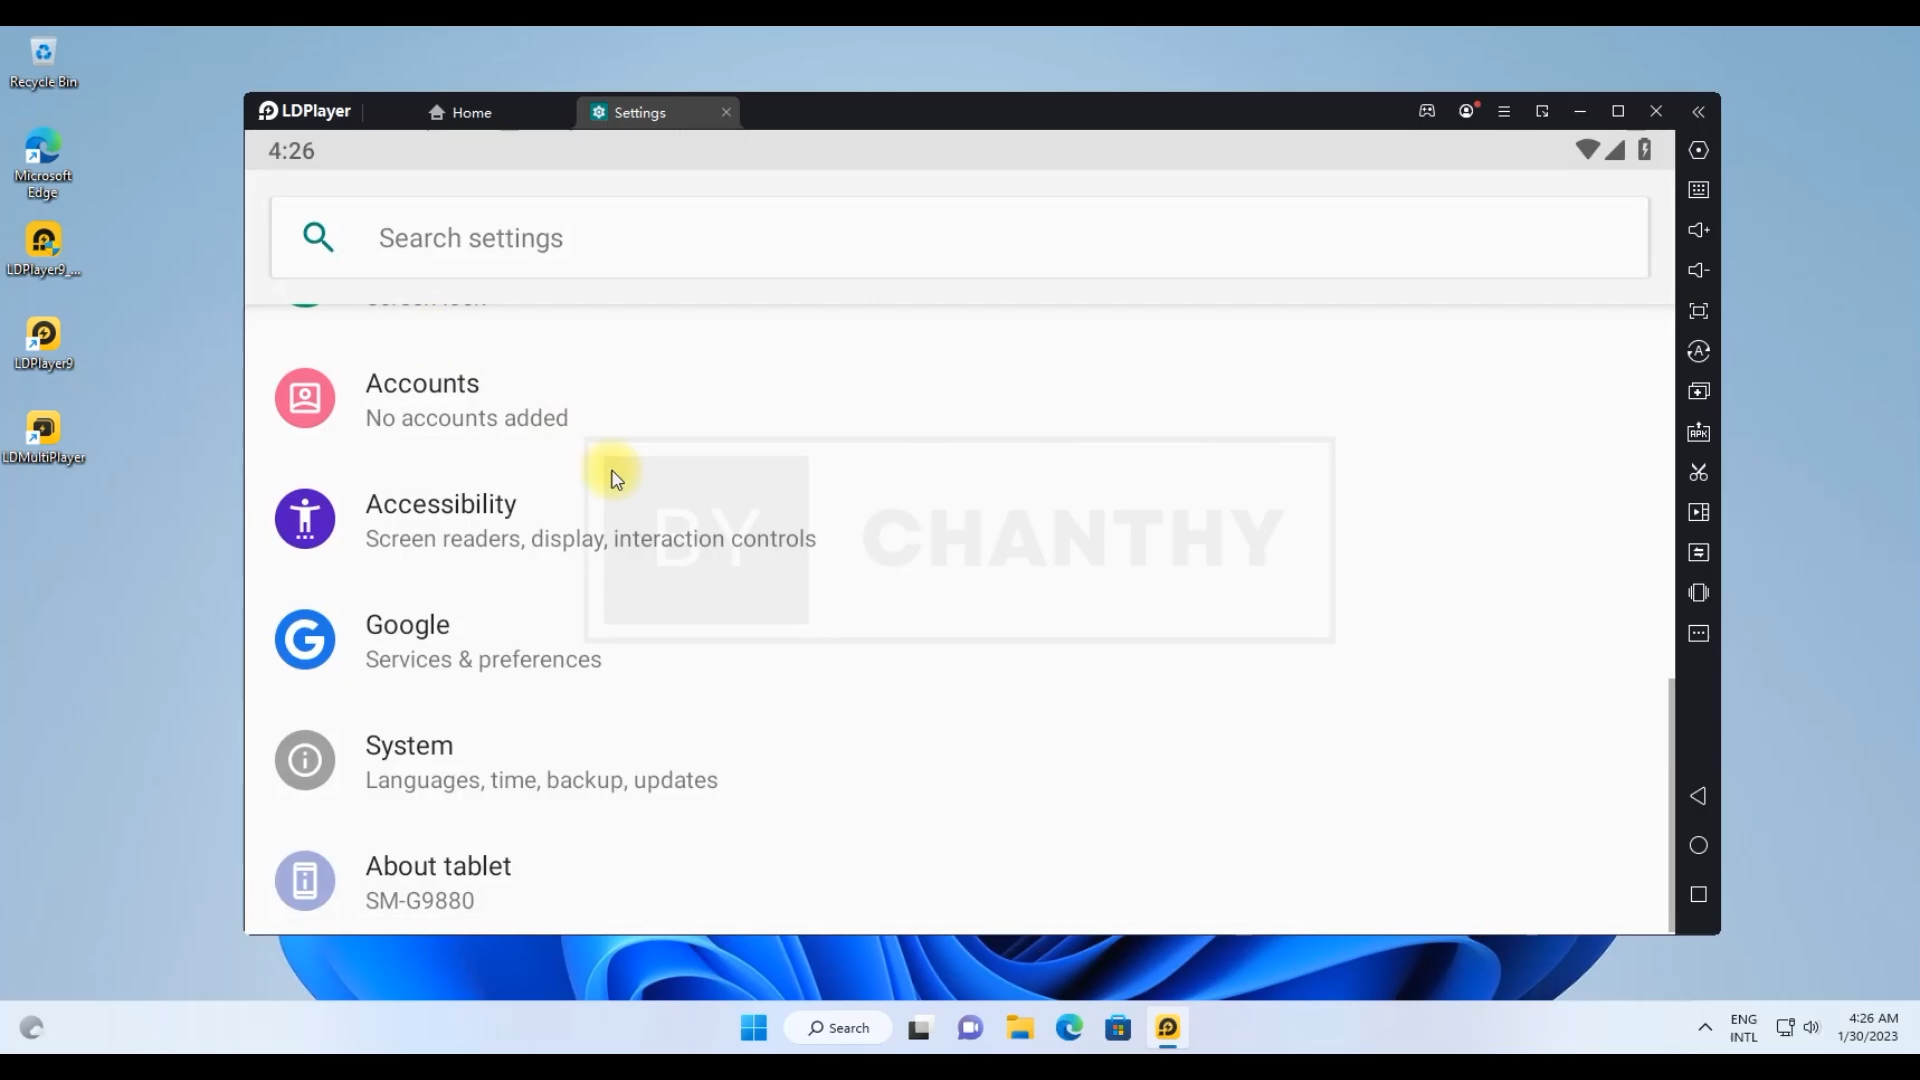 Recycle Bin
Microsoft
Edge
LDPlayer9_...
LDPlayer9
LDMultiPlayer
LDPlayer
Home
Settings
4:26
Search settings
Accounts
No accounts added
Accessibility
Screen readers, display, interaction controls
BY CHANTHY
Google
Services & preferences
System
Languages, time, backup, updates
About tablet
SM-G9880
APK
Search
ENG
INTL
4:26 AM
1/30/2023